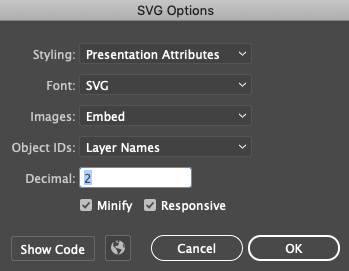 SVG Options
Styling: Presentation Attributes
Font: SVG
Images: Embed
Object IDs: Layer Names
Decimal: 2
Minify Responsive
Show Code Cancel OK